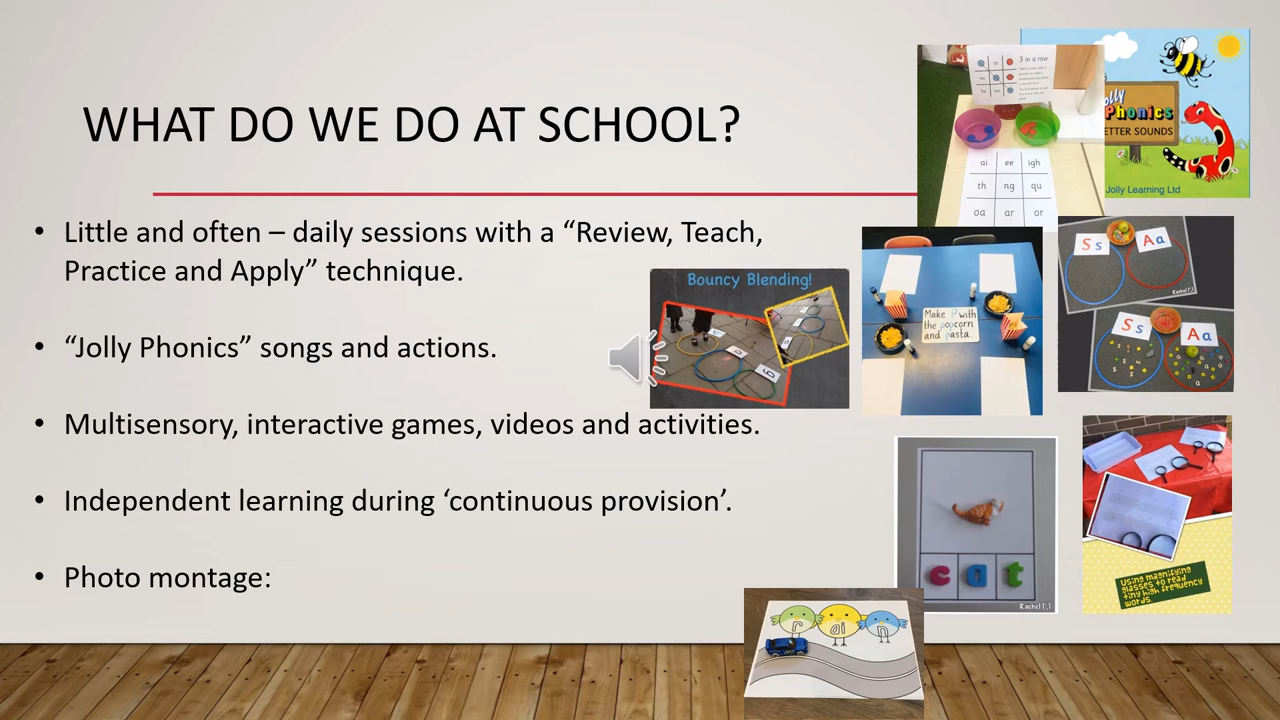 WHAT DO WE DO AT SCHOOL?
• Little and often – daily sessions with a “Review, Teach,
Practice and Apply” technique.
• “Jolly Phonics” songs and actions.
• Multisensory, interactive games, videos and activities.
• Independent learning during ‘continuous provision’.
• Photo montage:
3 in a row
ai ee igh
th ng qu
oa ar or
olly
Phonics
ETTER SOUNDS
Jolly Learning Ltd
Bouncy Blending!
Make P with
the popcorn
and pasta.
Ss Aa
Ss Aa
c a t
Rachel
Using magnifying
glasses to read
tiny high frequency
words
r ai n